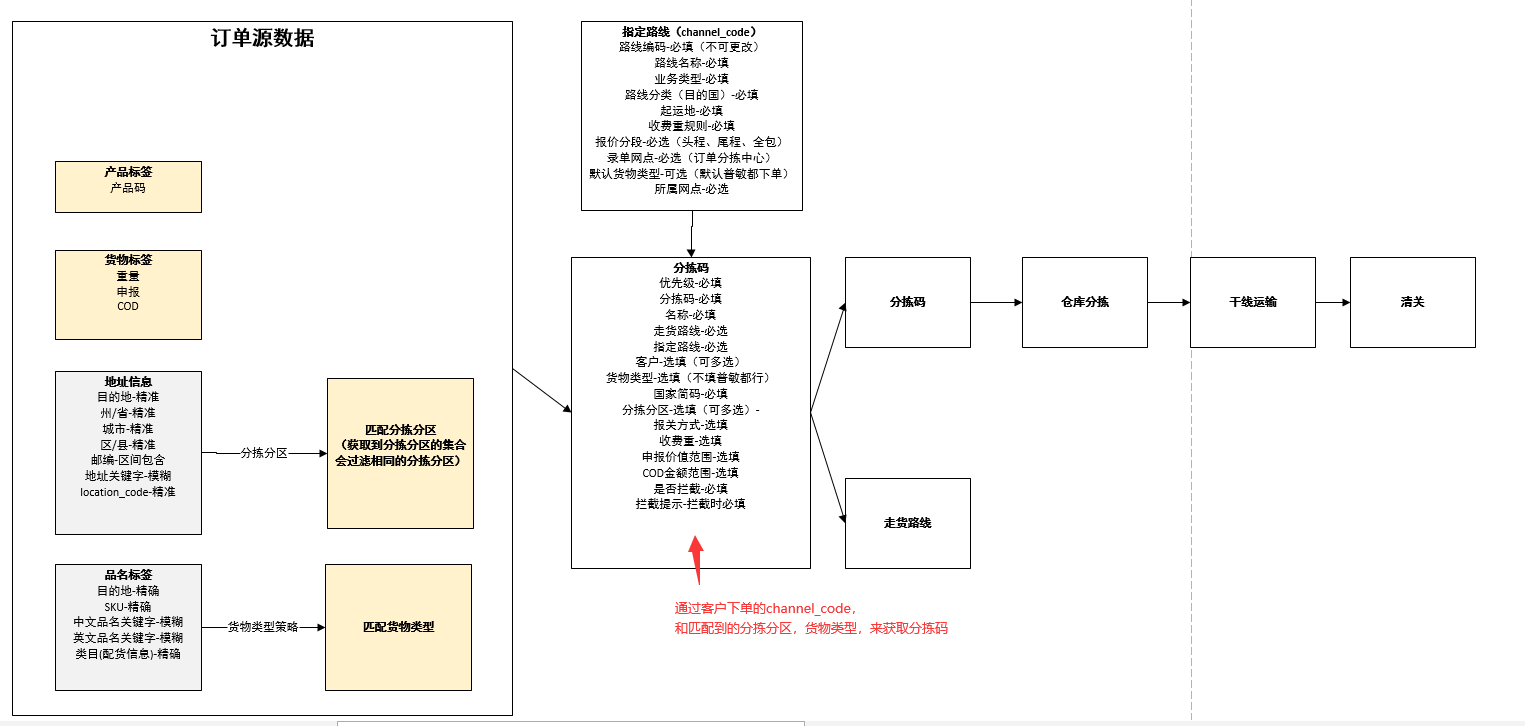 订单源数据
产品标签
产品码
货物标签
重量
申报
COD
地址信息
目的地-精准
州/省-精准
城市-精准
区/县-精准
邮编-区间包含
地址关键字-模糊
location_code-精准
分拣分区
匹配分拣分区
（获取到分拣分区的集合
会过滤相同的分拣分区）
品名标签
目的地-精确
SKU-精确
中文品名关键字-模糊
英文品名关键字-模糊
类目(配货信息)-精确
货物类型策略
匹配货物类型
指定路线（channel_code）
路线编码-必填（不可更改）
路线名称-必填
业务类型-必填
路线分类（目的国）-必填
起运地-必填
收费重规则-必填
报价分段-必选（头程、尾程、全包）
录单网点-必选（订单分拣中心）
默认货物类型-可选（默认普敏都下单）
所属网点-必选
分拣码
优先级-必填
分拣码-必填
名称-必填
走货路线-必选
指定路线-必选
客户-选填（可多选）
货物类型-选填（不填普敏都行）
国家简码-必填
分拣分区-选填（可多选）-
报关方式-选填
收费重-选填
申报价值范围-选填
COD金额范围-选填
是否拦截-必填
拦截提示-拦截时必填
通过客户下单的channel_code，
和匹配到的分拣分区，货物类型，来获取分拣码
分拣码
仓库分拣
干线运输
清关
走货路线